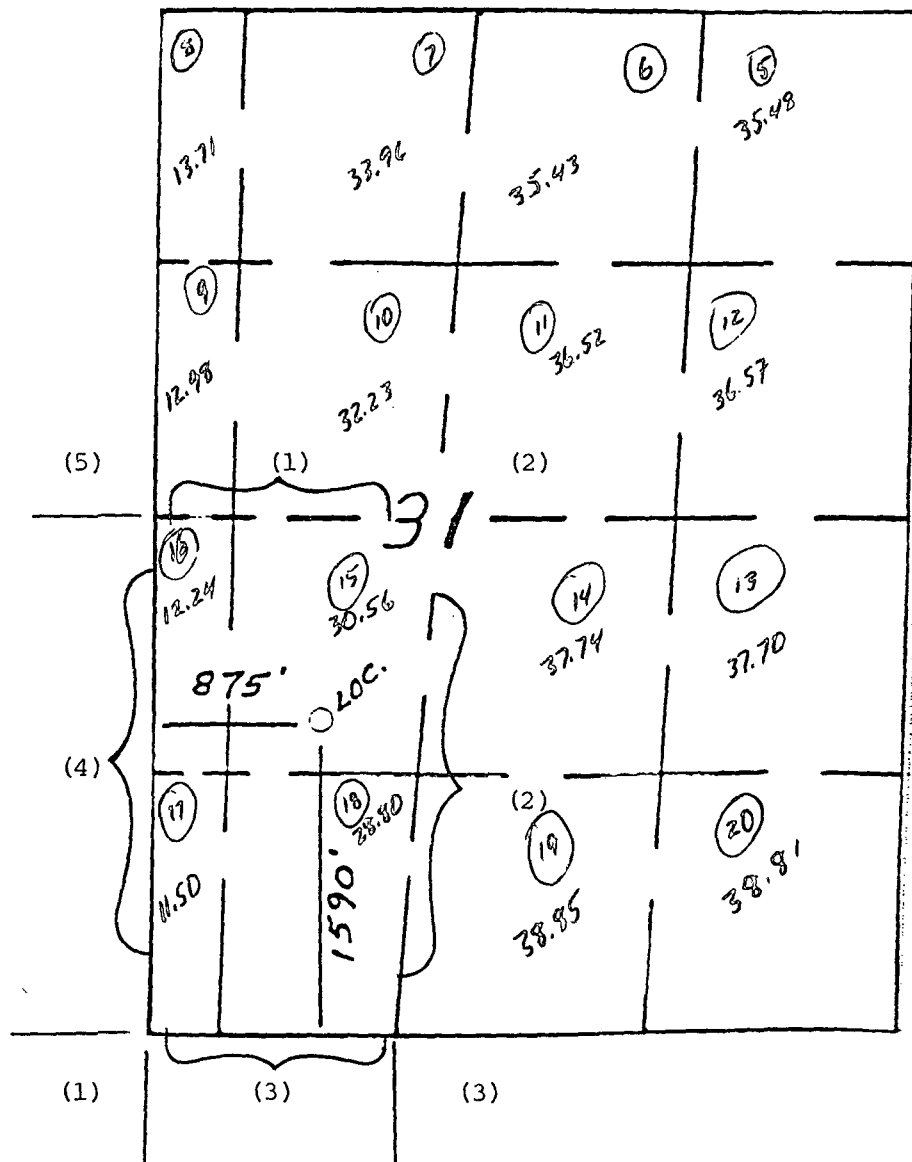 8 7 6 5
13.71 33.96 35.43 35.48
9 10 11 12
12.98 32.23 36.52 36.57
(5) (1) (2)
31
16 15 14 13
12.24 30.56 37.74 37.70
875' LOC.
(4) (2)
17 18 19 20
11.50 28.80 38.85 38.81
1590'
(1) (3) (3)